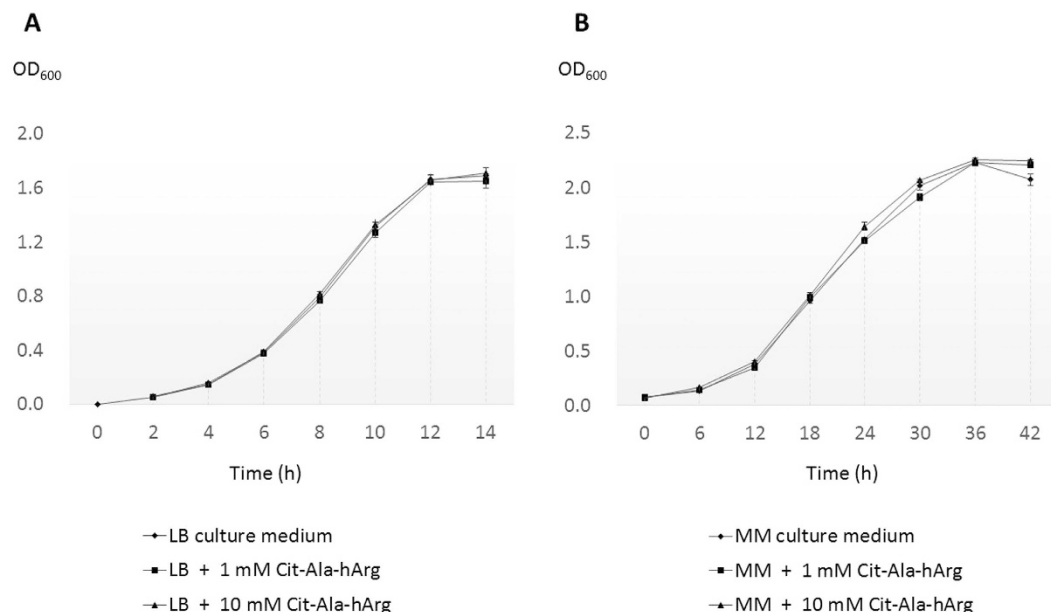 A
OD600
2.0
1.6
1.2
0.8
0.4
0.0
0 2 4 6 8 10 12 14
Time (h)
LB culture medium
LB + 1 mM Cit-Ala-hArg
LB + 10 mM Cit-Ala-hArg
B
OD600
2.5
2.0
1.5
1.0
0.5
0.0
0 6 12 18 24 30 36 42
Time (h)
MM culture medium
MM + 1 mM Cit-Ala-hArg
MM + 10 mM Cit-Ala-hArg